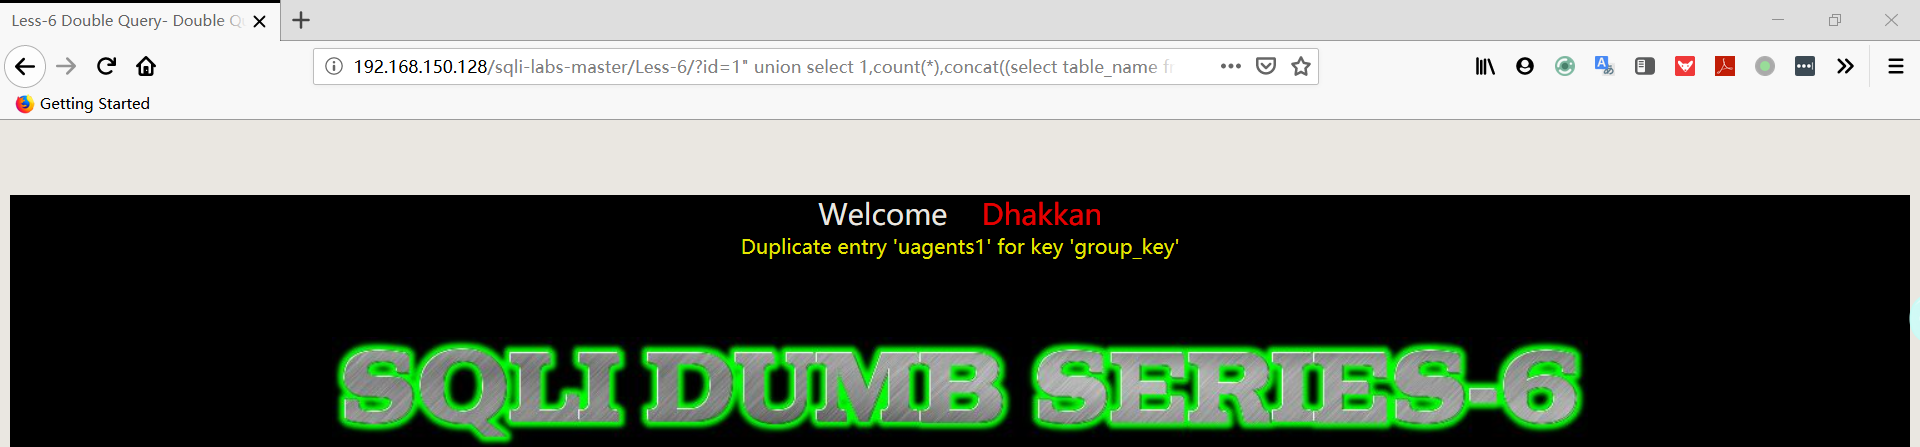 Less-6 Double Query- Double Q
192.168.150.128/sqli-labs-master/Less-6/?id=1" union select 1,count(*),concat((select table_name fr
Getting Started
Welcome Dhakkan
Duplicate entry 'uagents1' for key 'group_key'
SQLI DUMB SERIES-6